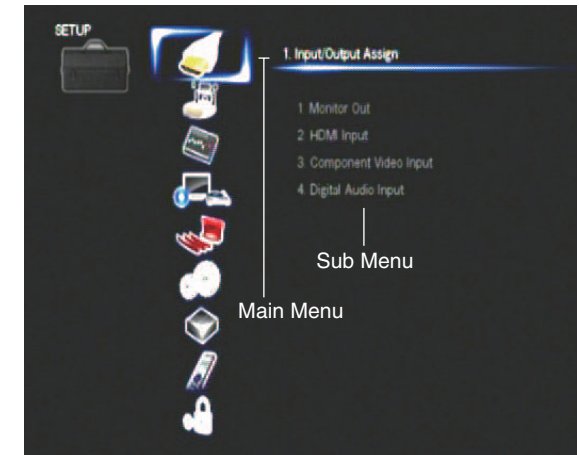 SETUP
1. Input/Output Assign
1 Monitor Out
2 HDMI Input
3 Component Video Input
4 Digital Audio Input
Sub Menu
Main Menu